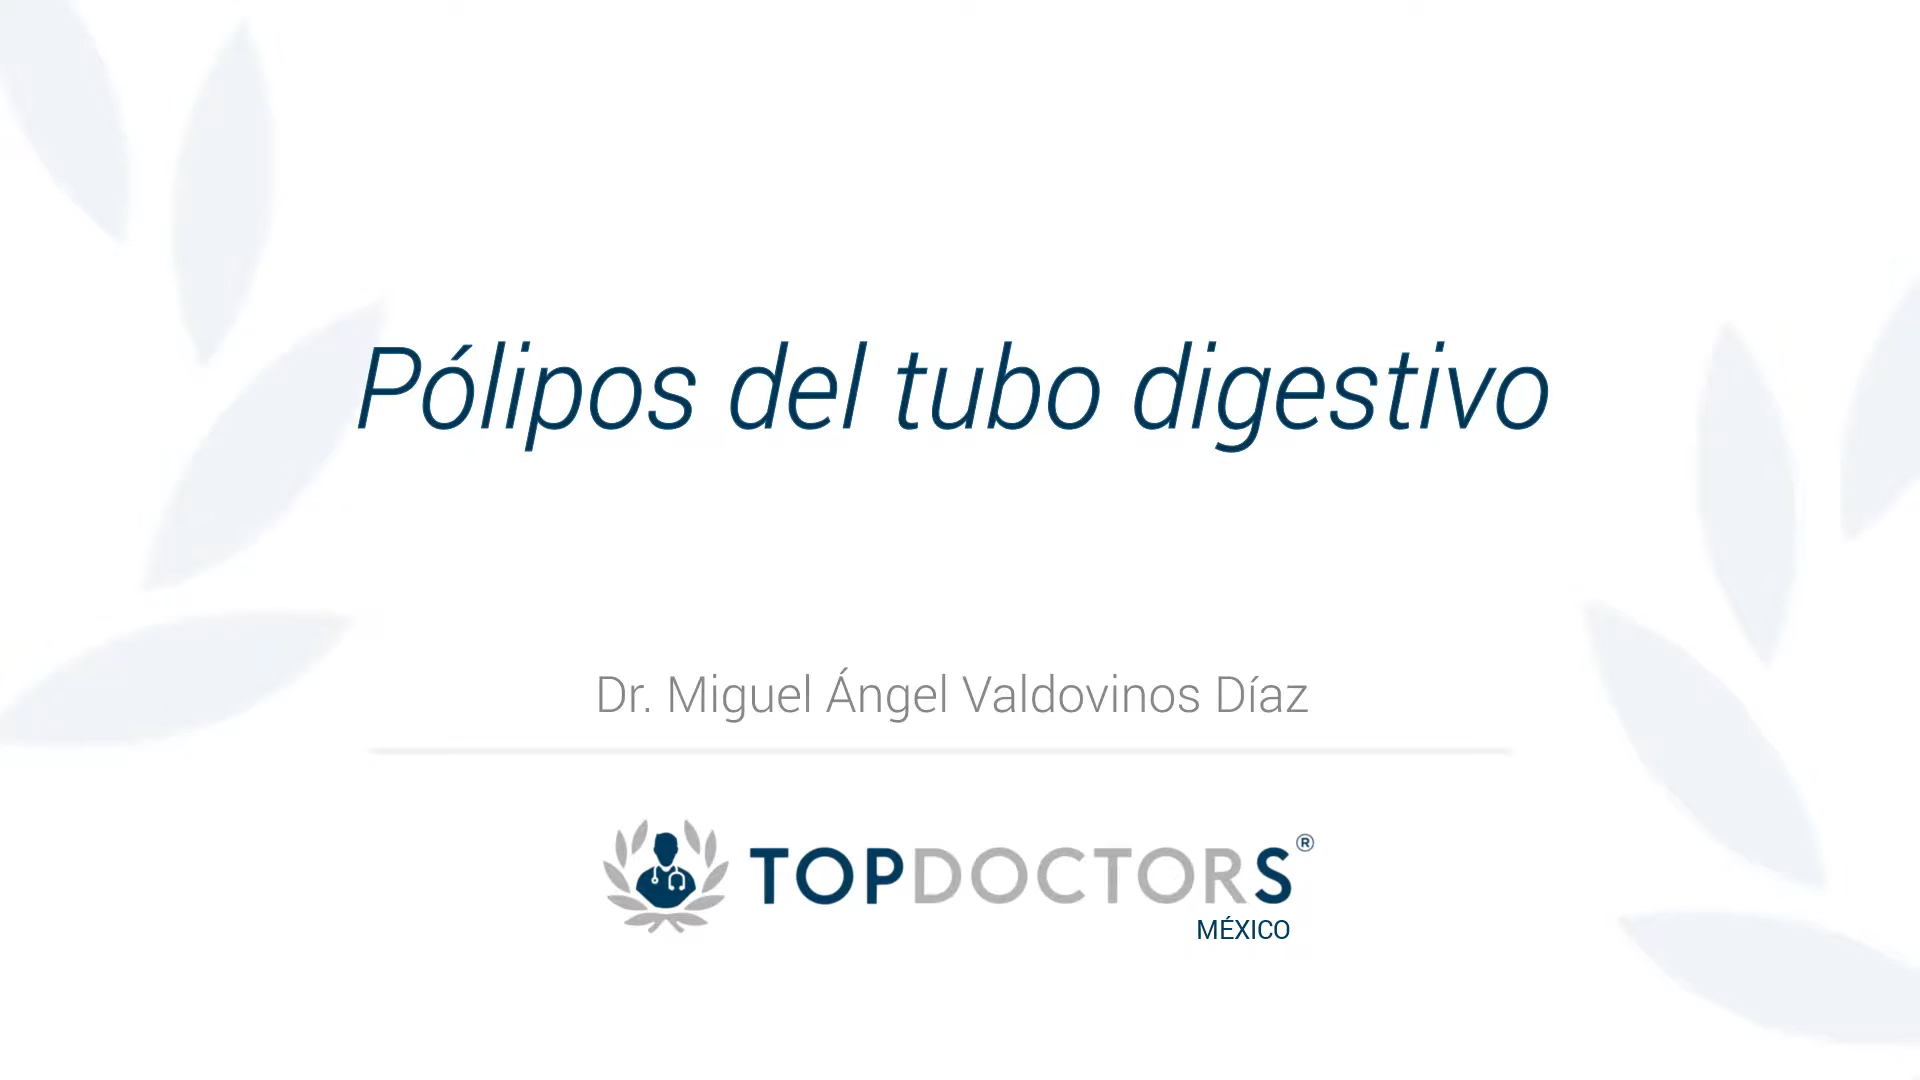 Pólipos del tubo digestivo
Dr. Miguel Ángel Valdovinos Díaz
TOPDOCTORS®
MÉXICO